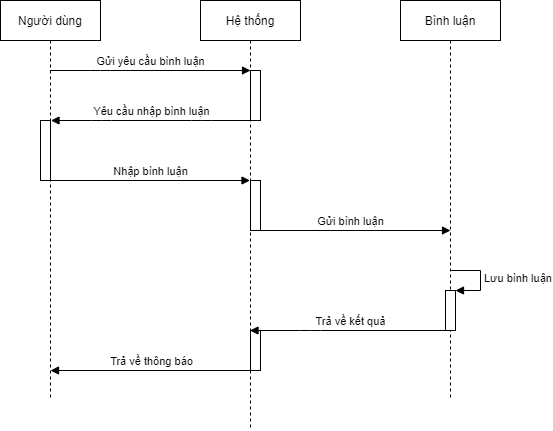 Người dùng
Hệ thống
Bình luận
Gửi yêu cầu bình luận
Yêu cầu nhập bình luận
Nhập bình luận
Gửi bình luận
Lưu bình luận
Trả về kết quả
Trả về thông báo